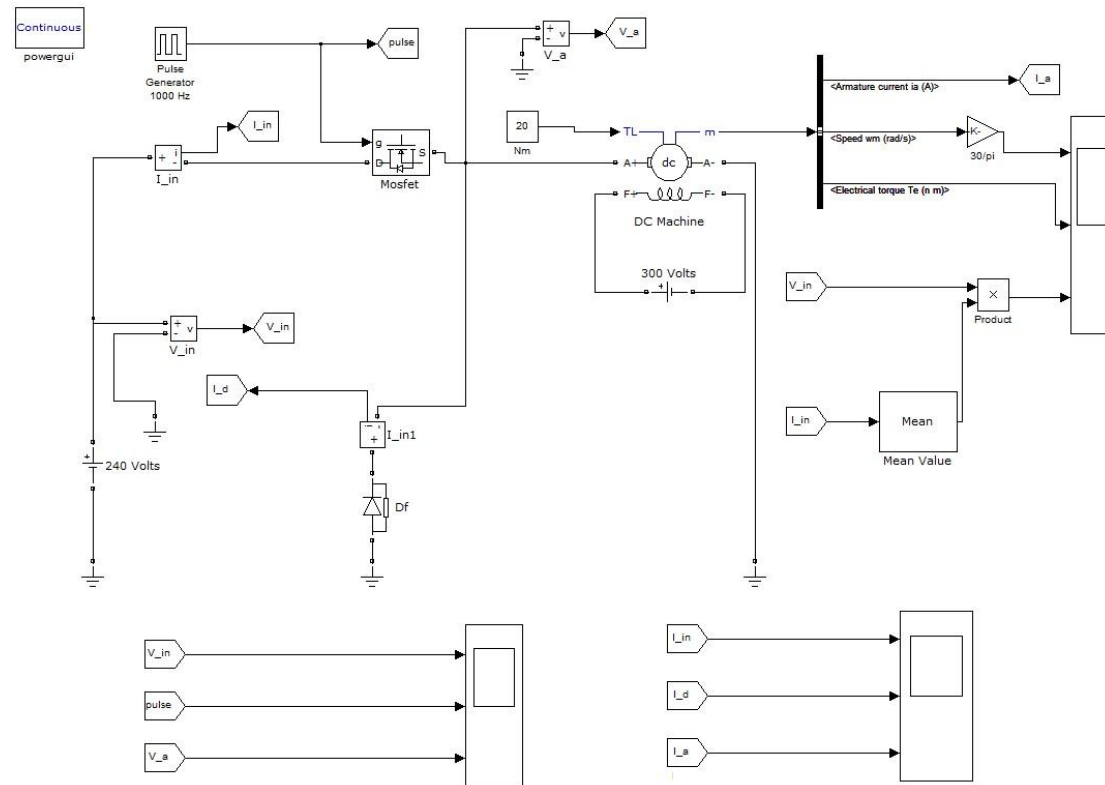 Continuous
powergui
Pulse
Generator
1000 Hz
pulse
I_in
+
i
-
I_in
g
D
S
Mosfet
+
-
v
V_a
V_a
20
Nm
TL
m
A+
dc
A-
F+
F-
DC Machine
300 Volts
+
<Armature current ia (A)>
I_a
<Speed wm (rad/s)>
K-
30/pi
<Electrical torque Te (n m)>
V_in
×
Product
I_in
Mean
Mean Value
+
-
v
V_in
V_in
I_d
i -
+
I_in1
+
240 Volts
Df
V_in
pulse
V_a
I_in
I_d
I_a